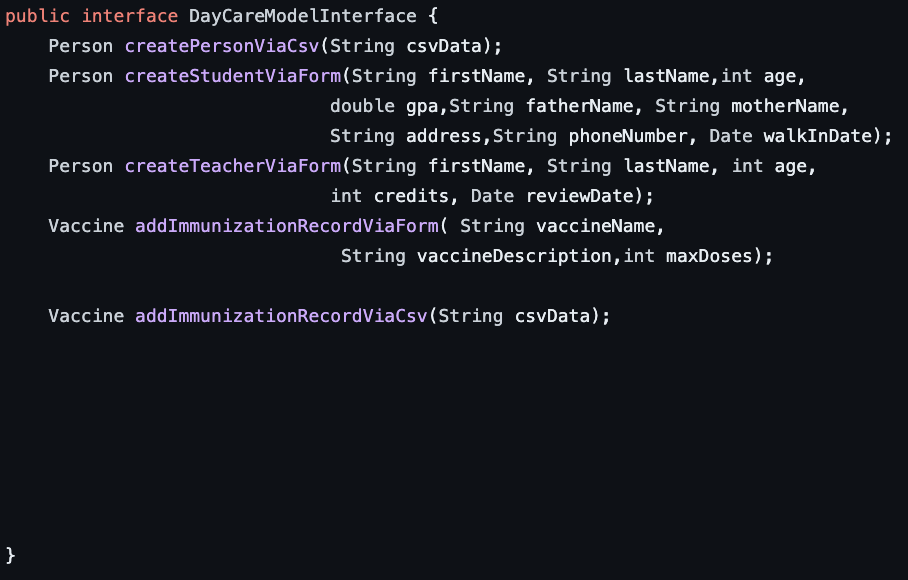 public interface DayCareModelInterface {
    Person createPersonViaCsv(String csvData);
    Person createStudentViaForm(String firstName, String lastName,int age,
                              double gpa,String fatherName, String motherName,
                              String address,String phoneNumber, Date walkInDate);
    Person createTeacherViaForm(String firstName, String lastName, int age,
                              int credits, Date reviewDate);
    Vaccine addImmunizationRecordViaForm( String vaccineName,
                               String vaccineDescription,int maxDoses);

    Vaccine addImmunizationRecordViaCsv(String csvData);







}